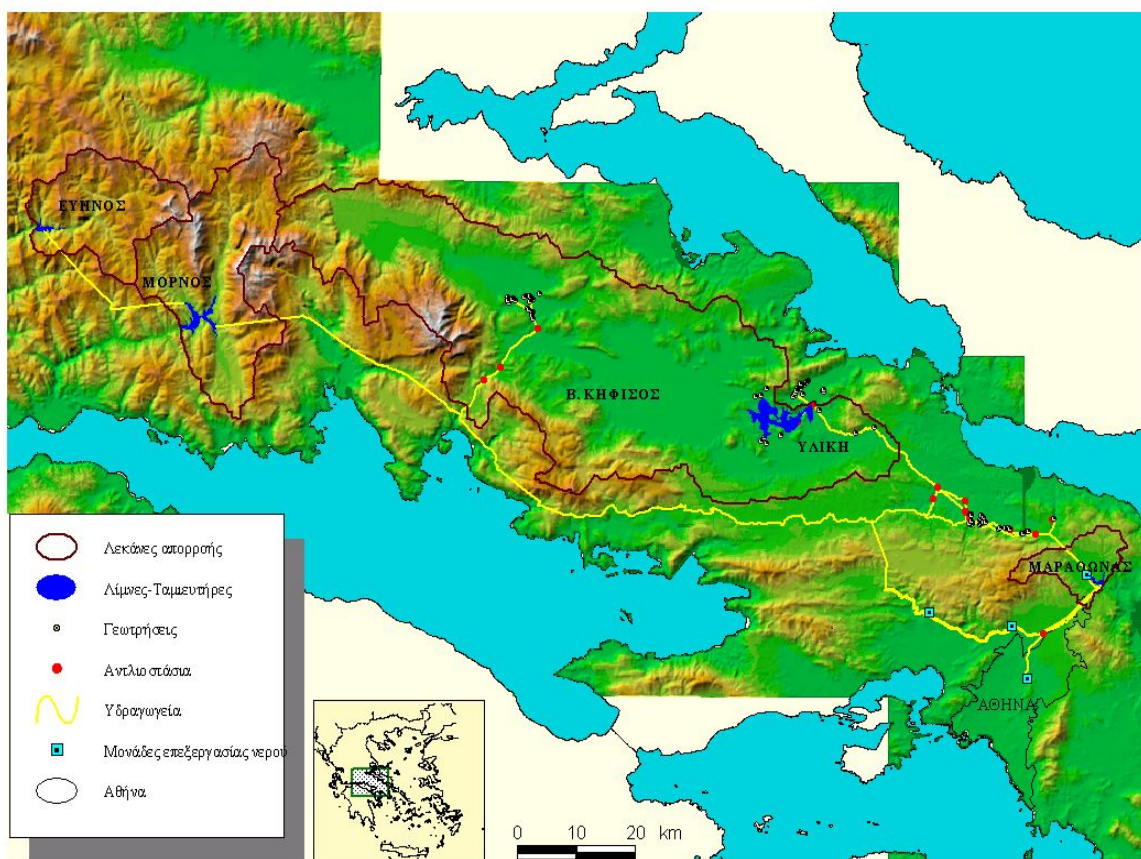 ΕΥΗΝΟΣ
ΜΟΡΝΟΣ
Β. ΚΗΦΙΣΟΣ
ΥΛΙΚΗ
ΜΑΡΑΘΩΝΑΣ
ΑΘΗΝΑ
Λεκάνες απορροής
Λίμνες-Ταμιευτήρες
Γεωτρήσεις
Αντλιοστάσια
Υδραγωγεία
Μονάδες επεξεργασίας νερού
Αθήνα
0 10 20 km